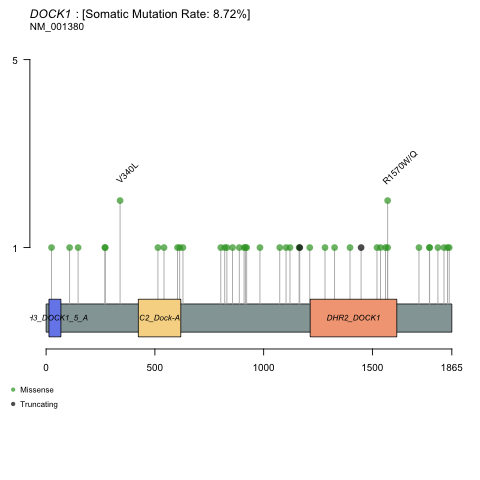 DOCK1 : [Somatic Mutation Rate: 8.72%]
NM_001380
5
V340L
R1570W/Q
1
H3_DOCK1_5_A
C2_Dock-A
DHR2_DOCK1
0 500 1000 1500 1865
Missense
Truncating